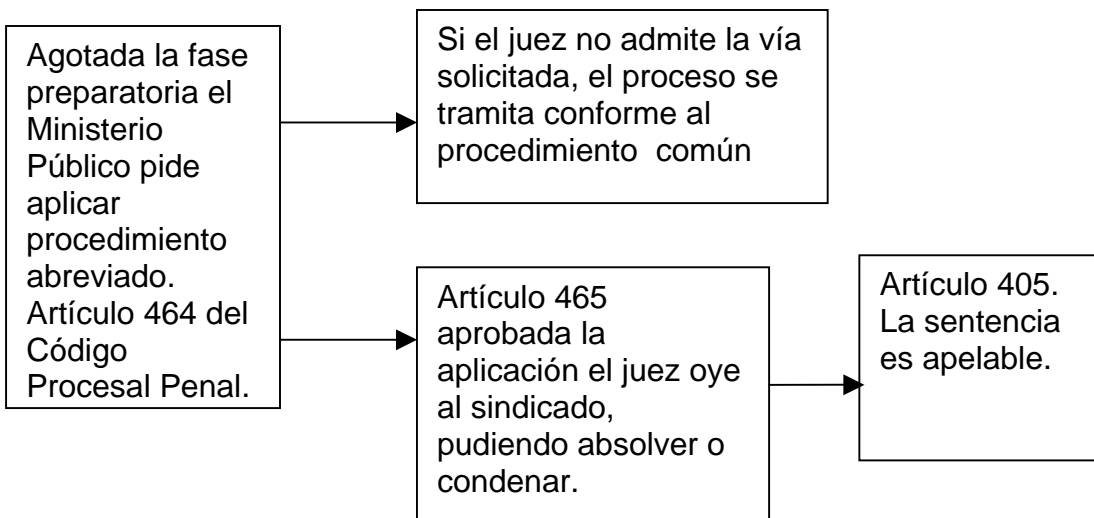 Agotada la fase
preparatoria el
Ministerio
Público pide
aplicar
procedimiento
abreviado.
Artículo 464 del
Código
Procesal Penal.
Si el juez no admite la vía
solicitada, el proceso se
tramita conforme al
procedimiento común
Artículo 465
aprobada la
aplicación el juez oye
al sindicado,
pudiendo absolver o
condenar.
Artículo 405.
La sentencia
es apelable.